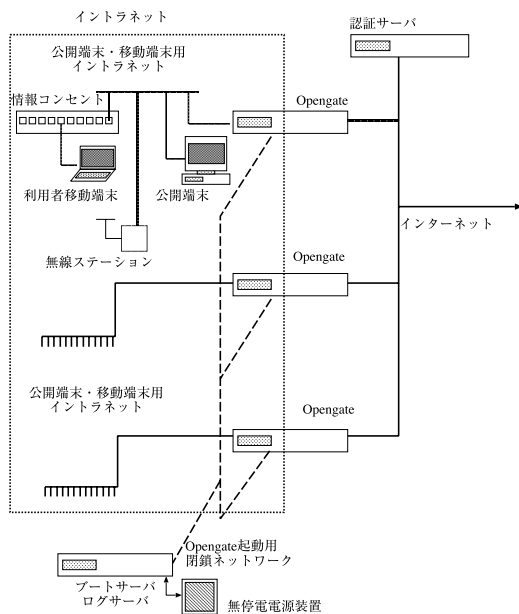 イントラネット
認証サーバ
公開端末・移動端末用
イントラネット
情報コンセント
Opengate
利用者移動端末
公開端末
インターネット
無線ステーション
Opengate
公開端末・移動端末用
イントラネット
Opengate
Opengate起動用
閉鎖ネットワーク
ブートサーバ
ログサーバ
無停電電源装置